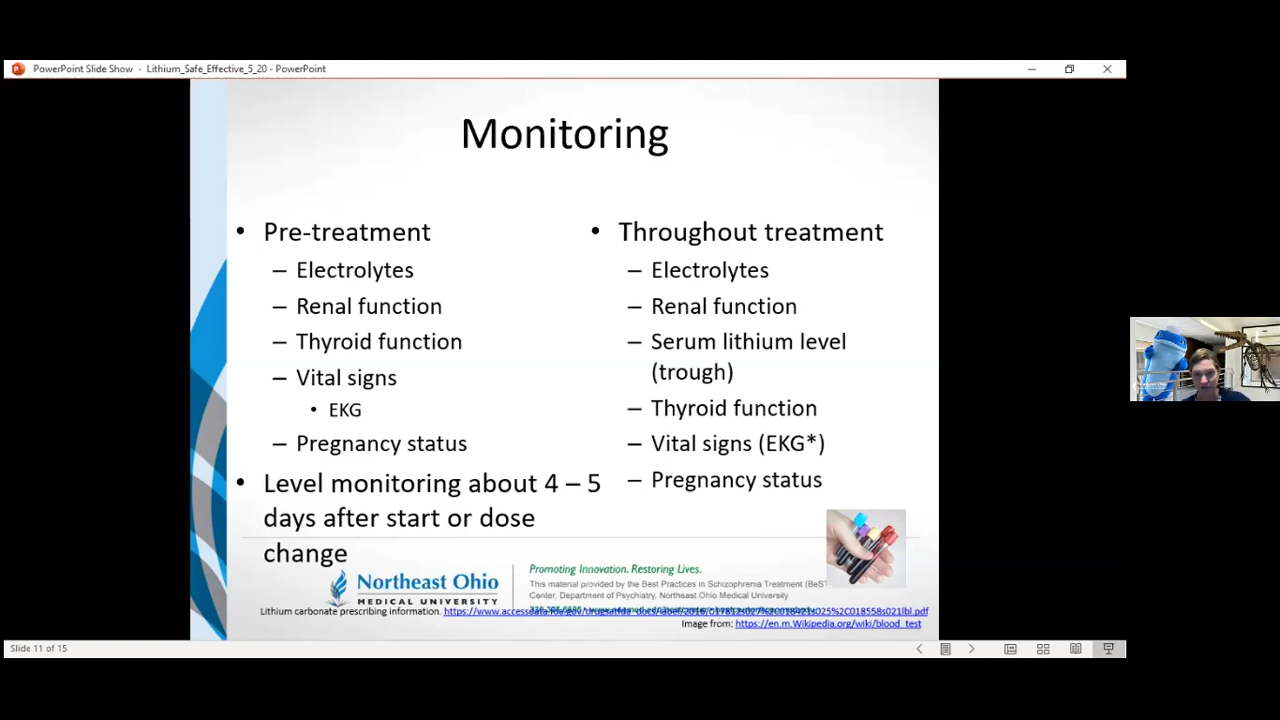 PowerPoint Slide Show - Lithium_Safe_Effective_5_20 - PowerPoint
Monitoring
• Pre-treatment
– Electrolytes
– Renal function
– Thyroid function
– Vital signs
• EKG
– Pregnancy status
• Level monitoring about 4 – 5
days after start or dose
change
• Throughout treatment
– Electrolytes
– Renal function
– Serum lithium level
(trough)
– Thyroid function
– Vital signs (EKG*)
– Pregnancy status
Northeast Ohio
MEDICAL UNIVERSITY
Promoting Innovation. Restoring Lives.
This material provided by the Best Practices in Schizophrenia Treatment (BeST
Center, Department of Psychiatry, Northeast Ohio Medical University
Lithium carbonate prescribing information.
Image from: https://en.m.Wikipedia.org/wiki/blood_test
Slide 11 of 15
Northeast Ohio